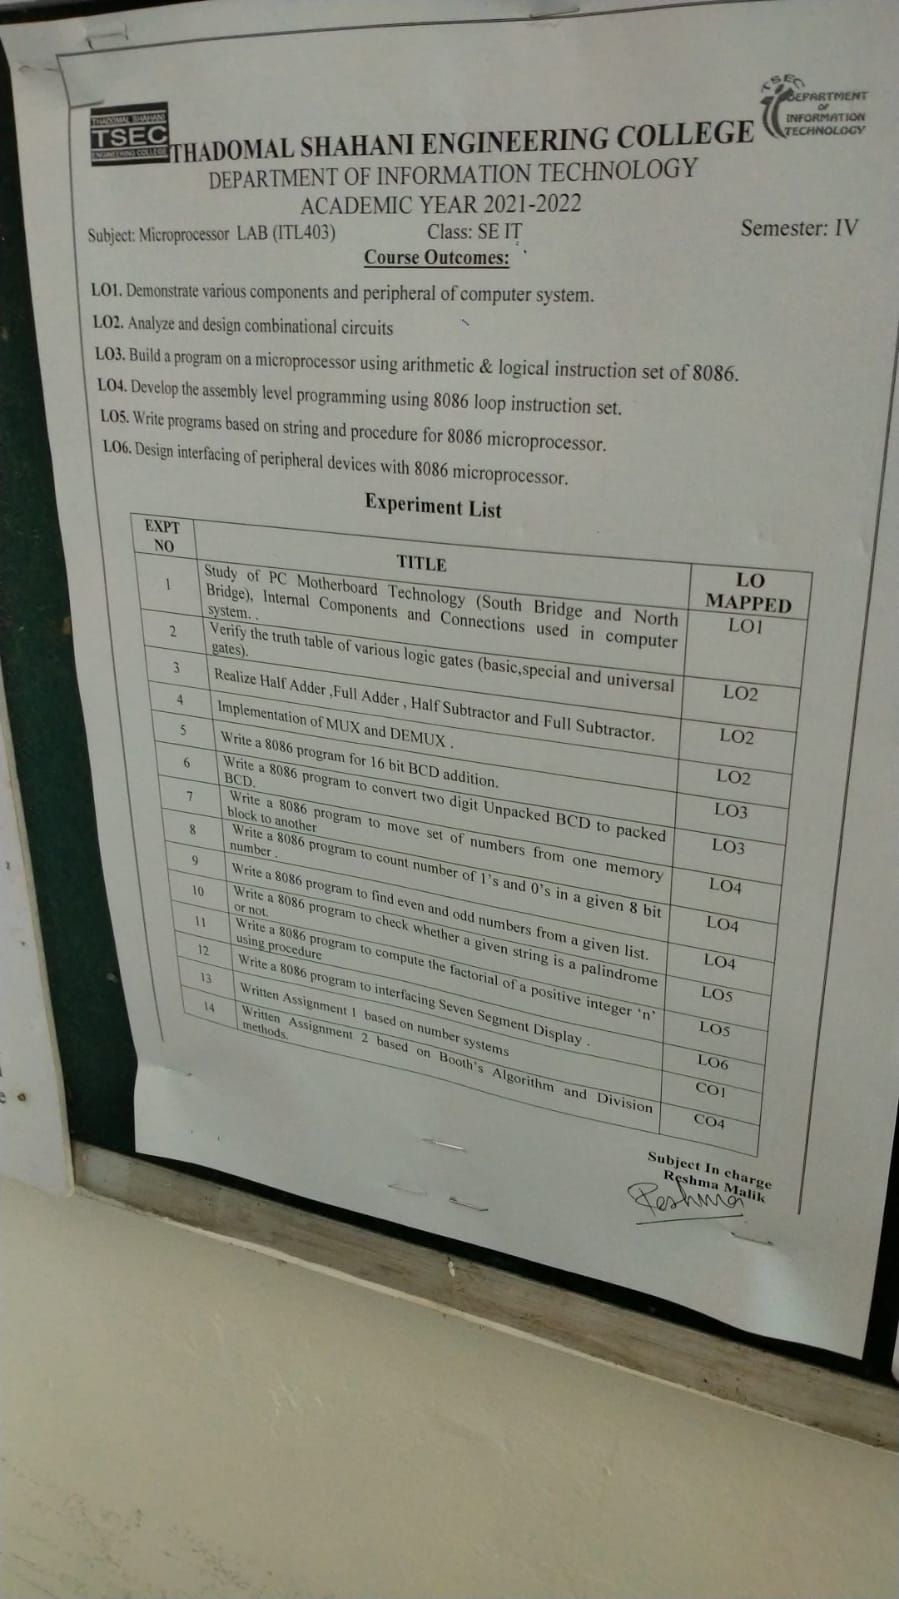 THADOMAL SHAHANI
TSEC
ENGINEERING COLLEGE
TSEC
DEPARTMENT
OF
INFORMATION
TECHNOLOGY
THADOMAL SHAHANI ENGINEERING COLLEGE
DEPARTMENT OF INFORMATION TECHNOLOGY
ACADEMIC YEAR 2021-2022
Subject: Microprocessor LAB (ITL403) Class: SE IT Semester: IV
Course Outcomes:
LO1. Demonstrate various components and peripheral of computer system.
LO2. Analyze and design combinational circuits
LO3. Build a program on a microprocessor using arithmetic & logical instruction set of 8086.
LO4. Develop the assembly level programming using 8086 loop instruction set.
LO5. Write programs based on string and procedure for 8086 microprocessor.
LO6. Design interfacing of peripheral devices with 8086 microprocessor.
Experiment List
EXPT
NO
TITLE
LO
MAPPED
1 Study of PC Motherboard Technology (South Bridge and North
Bridge), Internal Components and Connections used in computer
system. . LO1
2 Verify the truth table of various logic gates (basic,special and universal
gates). LO2
3 Realize Half Adder ,Full Adder , Half Subtractor and Full Subtractor. LO2
4 Implementation of MUX and DEMUX . LO2
5 Write a 8086 program for 16 bit BCD addition. LO3
6 Write a 8086 program to convert two digit Unpacked BCD to packed
BCD. LO3
7 Write a 8086 program to move set of numbers from one memory
block to another LO4
8 Write a 8086 program to count number of 1's and 0's in a given 8 bit
number . LO4
9 Write a 8086 program to find even and odd numbers from a given list. LO4
10 Write a 8086 program to check whether a given string is a palindrome
or not. LO5
11 Write a 8086 program to compute the factorial of a positive integer 'n'
using procedure LO5
12 Write a 8086 program to interfacing Seven Segment Display . LO6
13 Written Assignment 1 based on number systems CO1
14 Written Assignment 2 based on Booth's Algorithm and Division
methods. CO4
Subject In charge
Reshma Malik
Reshma